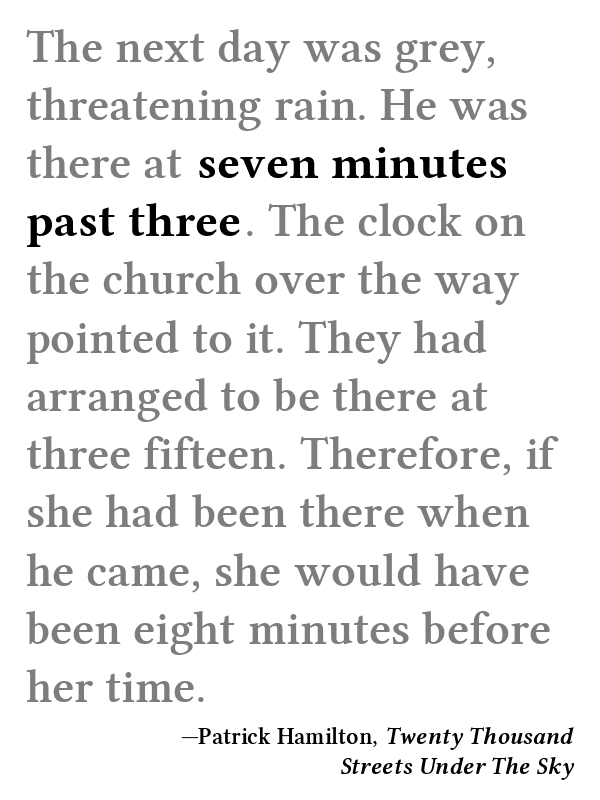 The next day was grey,
threatening rain. He was
there at seven minutes
past three. The clock on
the church over the way
pointed to it. They had
arranged to be there at
three fifteen. Therefore, if
she had been there when
he came, she would have
been eight minutes before
her time.
—Patrick Hamilton, Twenty Thousand
Streets Under The Sky